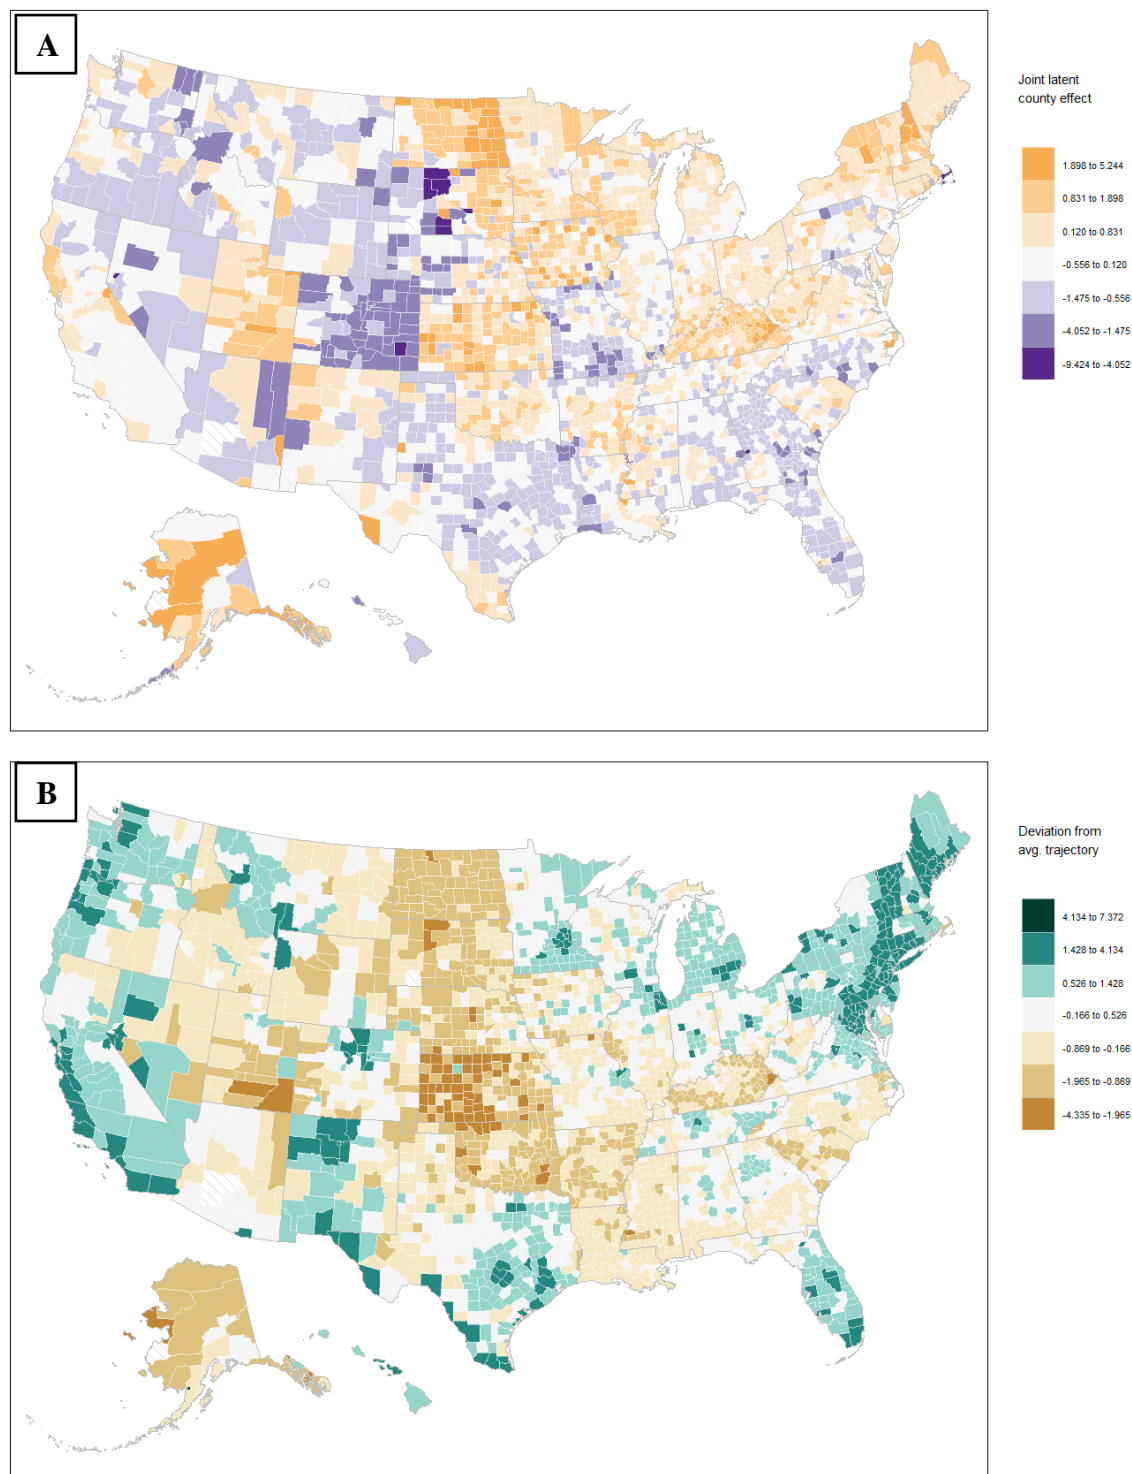 A
Joint latent
county effect
1.898 to 5.244
0.831 to 1.898
0.120 to 0.831
-0.556 to 0.120
-1.475 to -0.556
-4.052 to -1.475
-9.424 to -4.052
B
Deviation from
avg. trajectory
4.134 to 7.372
1.428 to 4.134
0.526 to 1.428
-0.166 to 0.526
-0.869 to -0.166
-1.965 to -0.869
-4.335 to -1.965